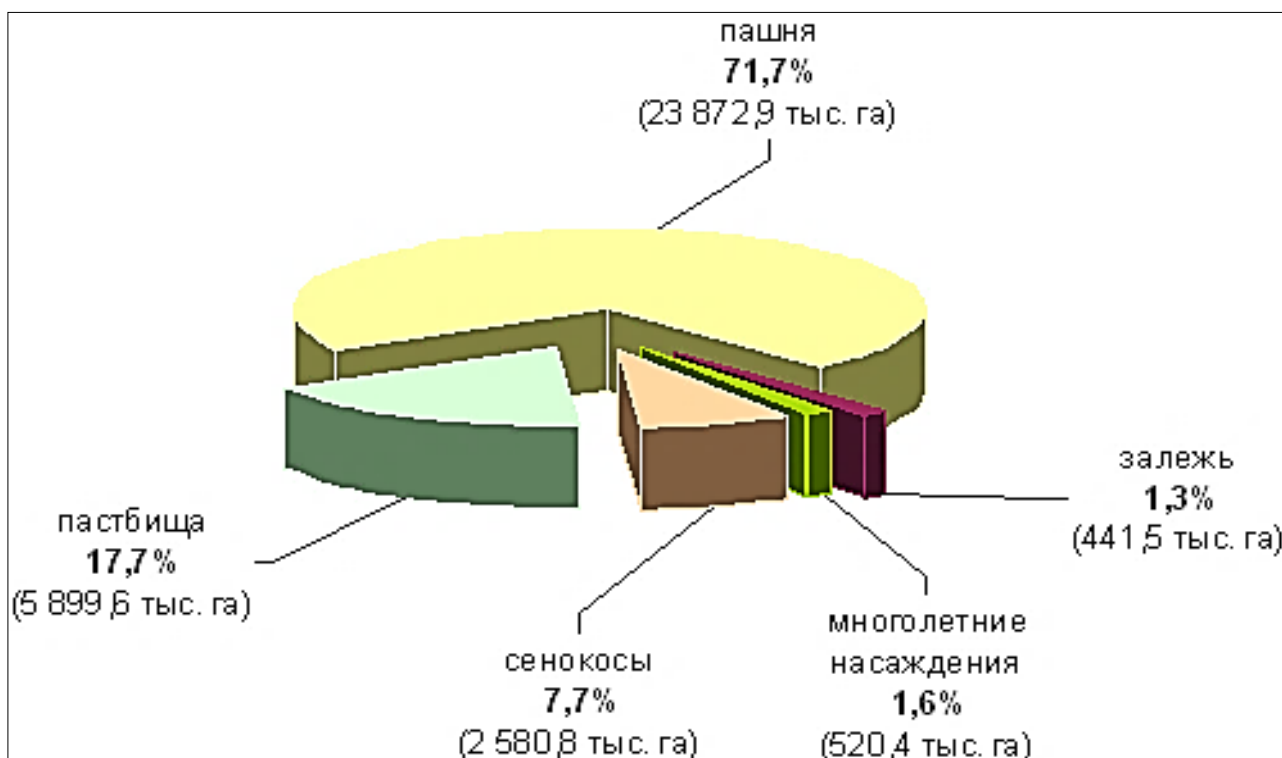 пашня
71,7%
(23 872,9 тыс. га)
залежь
1,3%
(441,5 тыс. га)
пастбища
17,7%
(5 899,6 тыс. га)
сенокосы
7,7%
(2 580,8 тыс. га)
многолетние
насаждения
1,6%
(520,4 тыс. га)